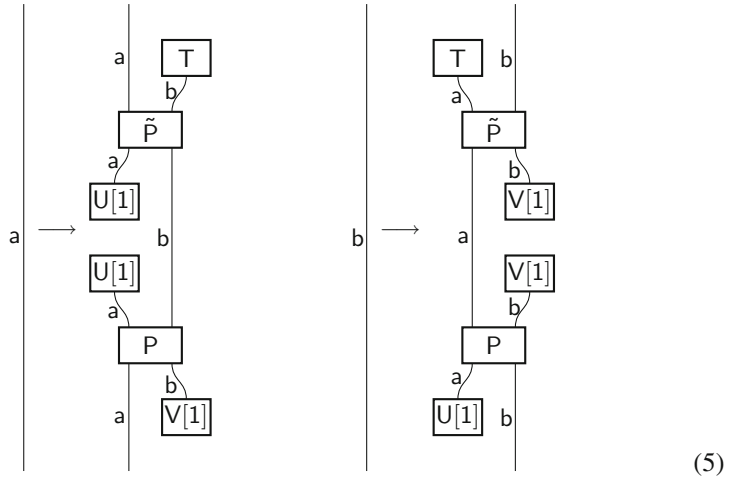 a T T b
b a
P̃ P̃
a b
U[1] V[1]
a b b a
U[1] V[1]
a b
P P
b a
a V[1] U[1] b
(5)